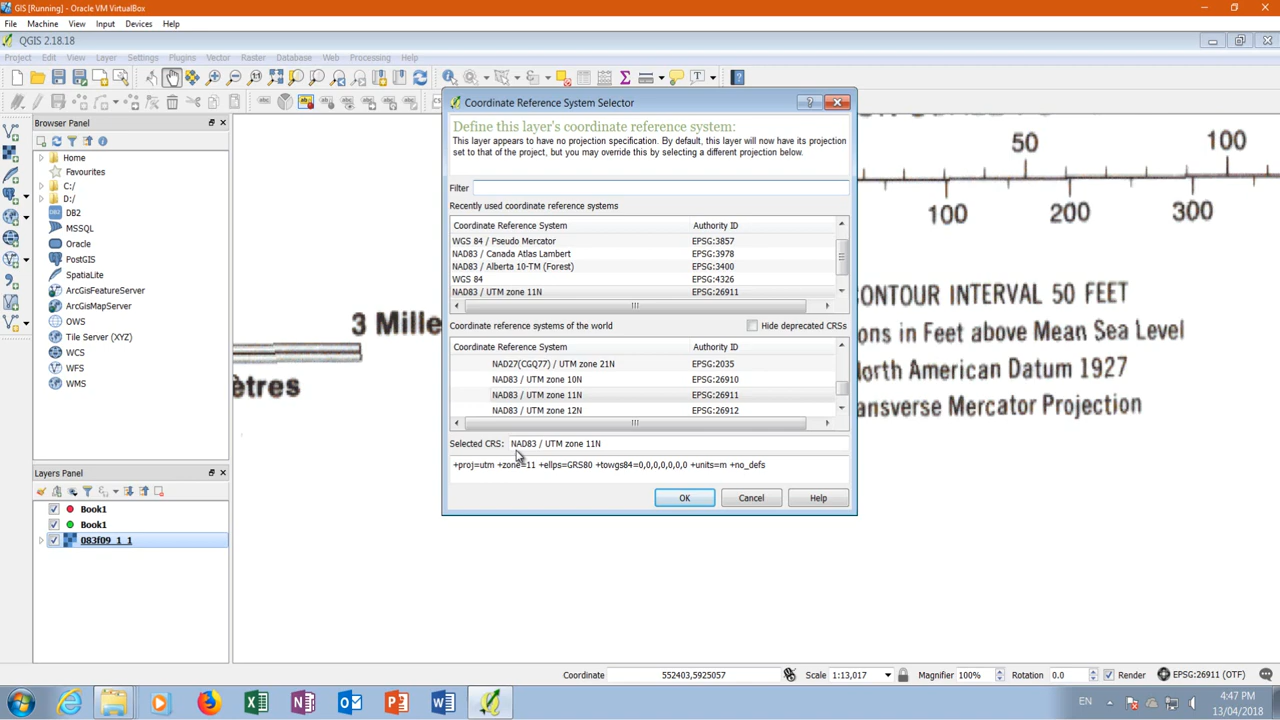 GIS [Running] - Oracle VM VirtualBox
File Machine View Input Devices Help
QGIS 2.18.18
Project Edit View Layer Settings Plugins Vector Raster Database Web Processing Help
Browser Panel
Home
Favourites
C:/
D:/
DB2
MSSQL
Oracle
PostGIS
SpatiaLite
ArcGisFeatureServer
ArcGisMapServer
OWS
Tile Server (XYZ)
WCS
WFS
WMS
Layers Panel
Book1
Book1
083f09_1_1
Coordinate Reference System Selector
Define this layer's coordinate reference system:
This layer appears to have no projection specification. By default, this layer will now have its projection
set to that of the project, but you may override this by selecting a different projection below.
Filter
Recently used coordinate reference systems
Coordinate Reference System Authority ID
WGS 84 / Pseudo Mercator EPSG:3857
NAD83 / Canada Atlas Lambert EPSG:3978
NAD83 / Alberta 10-TM (Forest) EPSG:3400
WGS 84 EPSG:4326
NAD83 / UTM zone 11N EPSG:26911
Coordinate reference systems of the world Hide deprecated CRSs
Coordinate Reference System Authority ID
NAD27(CGQ77) / UTM zone 21N EPSG:2035
NAD83 / UTM zone 10N EPSG:26910
NAD83 / UTM zone 11N EPSG:26911
NAD83 / UTM zone 12N EPSG:26912
Selected CRS: NAD83 / UTM zone 11N
+proj=utm +zone=11 +ellps=GRS80 +towgs84=0,0,0,0,0,0,0 +units=m +no_defs
OK Cancel Help
50 100
100 200 300
3 Mille
ètres
ONTOUR INTERVAL 50 FEET
ons in Feet above Mean Sea Level
orth American Datum 1927
ansverse Mercator Projection
Coordinate 552403,5925057 Scale 1:13,017 Magnifier 100% Rotation 0.0 Render EPSG:26911 (OTF)
EN 4:47 PM
13/04/2018